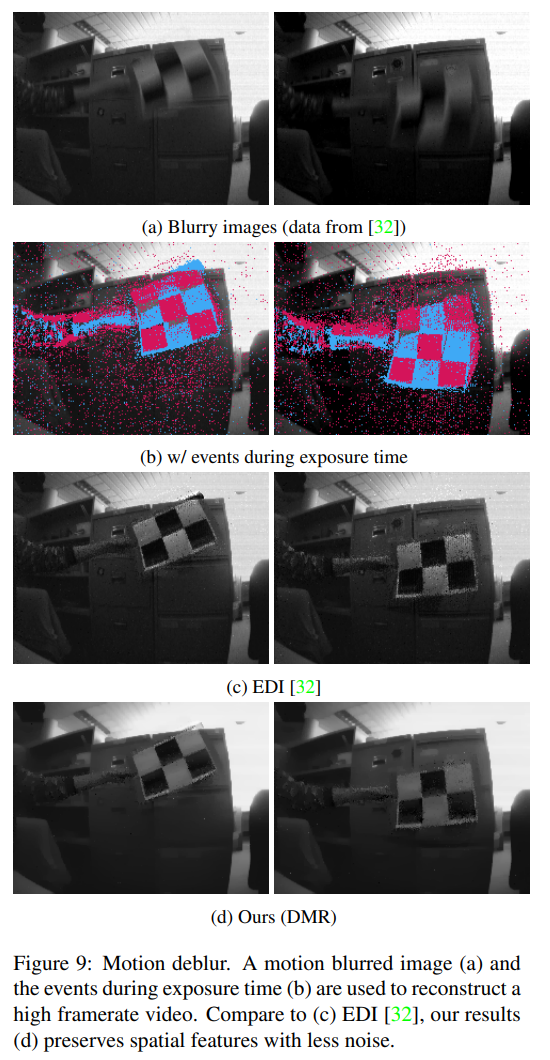 (a) Blurry images (data from [32])
(b) w/ events during exposure time
(c) EDI [32]
(d) Ours (DMR)
Figure 9: Motion deblur. A motion blurred image (a) and
the events during exposure time (b) are used to reconstruct a
high framerate video. Compare to (c) EDI [32], our results
(d) preserves spatial features with less noise.